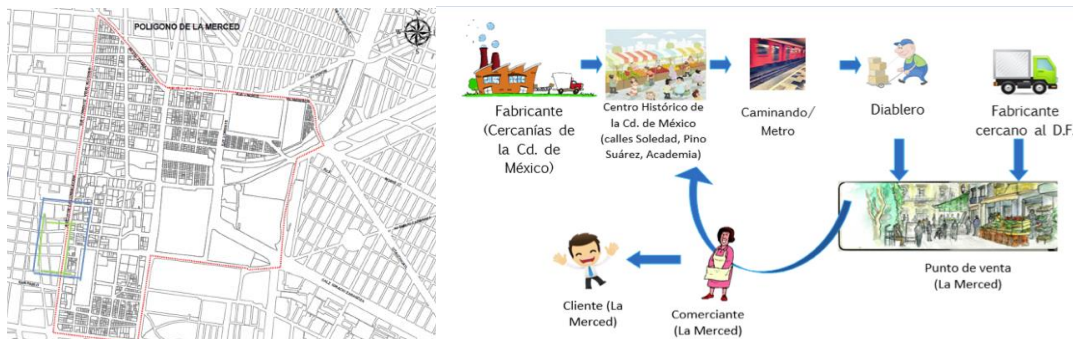 POLIGONO DE LA MERCED
Fabricante
(Cercanías de
la Cd. de
México)
Centro Histórico de
la Cd. de México
(calles Soledad, Pino
Suárez, Academia)
Caminando/
Metro
Diablero
Fabricante
cercano al D.F.
Punto de venta
(La Merced)
Cliente (La
Merced)
Comerciante
(La Merced)